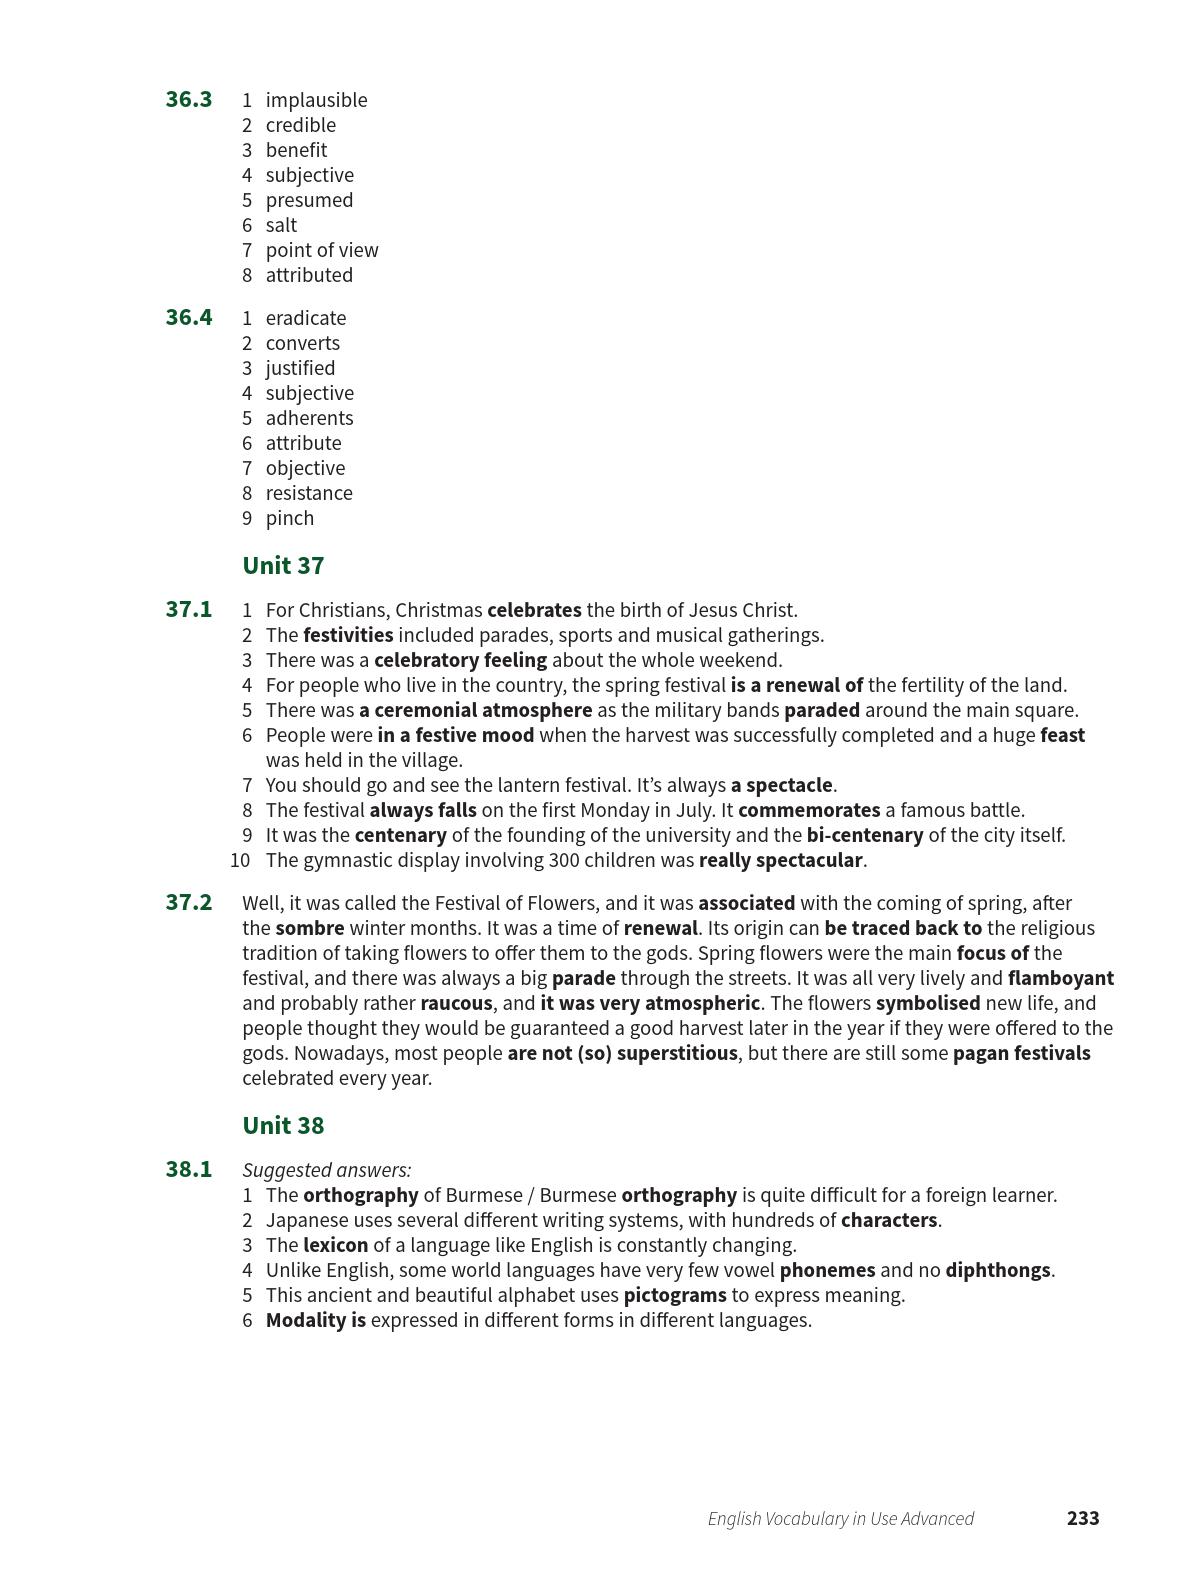 36.3 1 implausible
2 credible
3 benefit
4 subjective
5 presumed
6 salt
7 point of view
8 attributed
36.4 1 eradicate
2 converts
3 justified
4 subjective
5 adherents
6 attribute
7 objective
8 resistance
9 pinch
Unit 37
37.1 1 For Christians, Christmas celebrates the birth of Jesus Christ.
2 The festivities included parades, sports and musical gatherings.
3 There was a celebratory feeling about the whole weekend.
4 For people who live in the country, the spring festival is a renewal of the fertility of the land.
5 There was a ceremonial atmosphere as the military bands paraded around the main square.
6 People were in a festive mood when the harvest was successfully completed and a huge feast
was held in the village.
7 You should go and see the lantern festival. It’s always a spectacle.
8 The festival always falls on the first Monday in July. It commemorates a famous battle.
9 It was the centenary of the founding of the university and the bi-centenary of the city itself.
10 The gymnastic display involving 300 children was really spectacular.
37.2 Well, it was called the Festival of Flowers, and it was associated with the coming of spring, after
the sombre winter months. It was a time of renewal. Its origin can be traced back to the religious
tradition of taking flowers to offer them to the gods. Spring flowers were the main focus of the
festival, and there was always a big parade through the streets. It was all very lively and flamboyant
and probably rather raucous, and it was very atmospheric. The flowers symbolised new life, and
people thought they would be guaranteed a good harvest later in the year if they were offered to the
gods. Nowadays, most people are not (so) superstitious, but there are still some pagan festivals
celebrated every year.
Unit 38
38.1 Suggested answers:
1 The orthography of Burmese / Burmese orthography is quite difficult for a foreign learner.
2 Japanese uses several different writing systems, with hundreds of characters.
3 The lexicon of a language like English is constantly changing.
4 Unlike English, some world languages have very few vowel phonemes and no diphthongs.
5 This ancient and beautiful alphabet uses pictograms to express meaning.
6 Modality is expressed in different forms in different languages.
English Vocabulary in Use Advanced 233